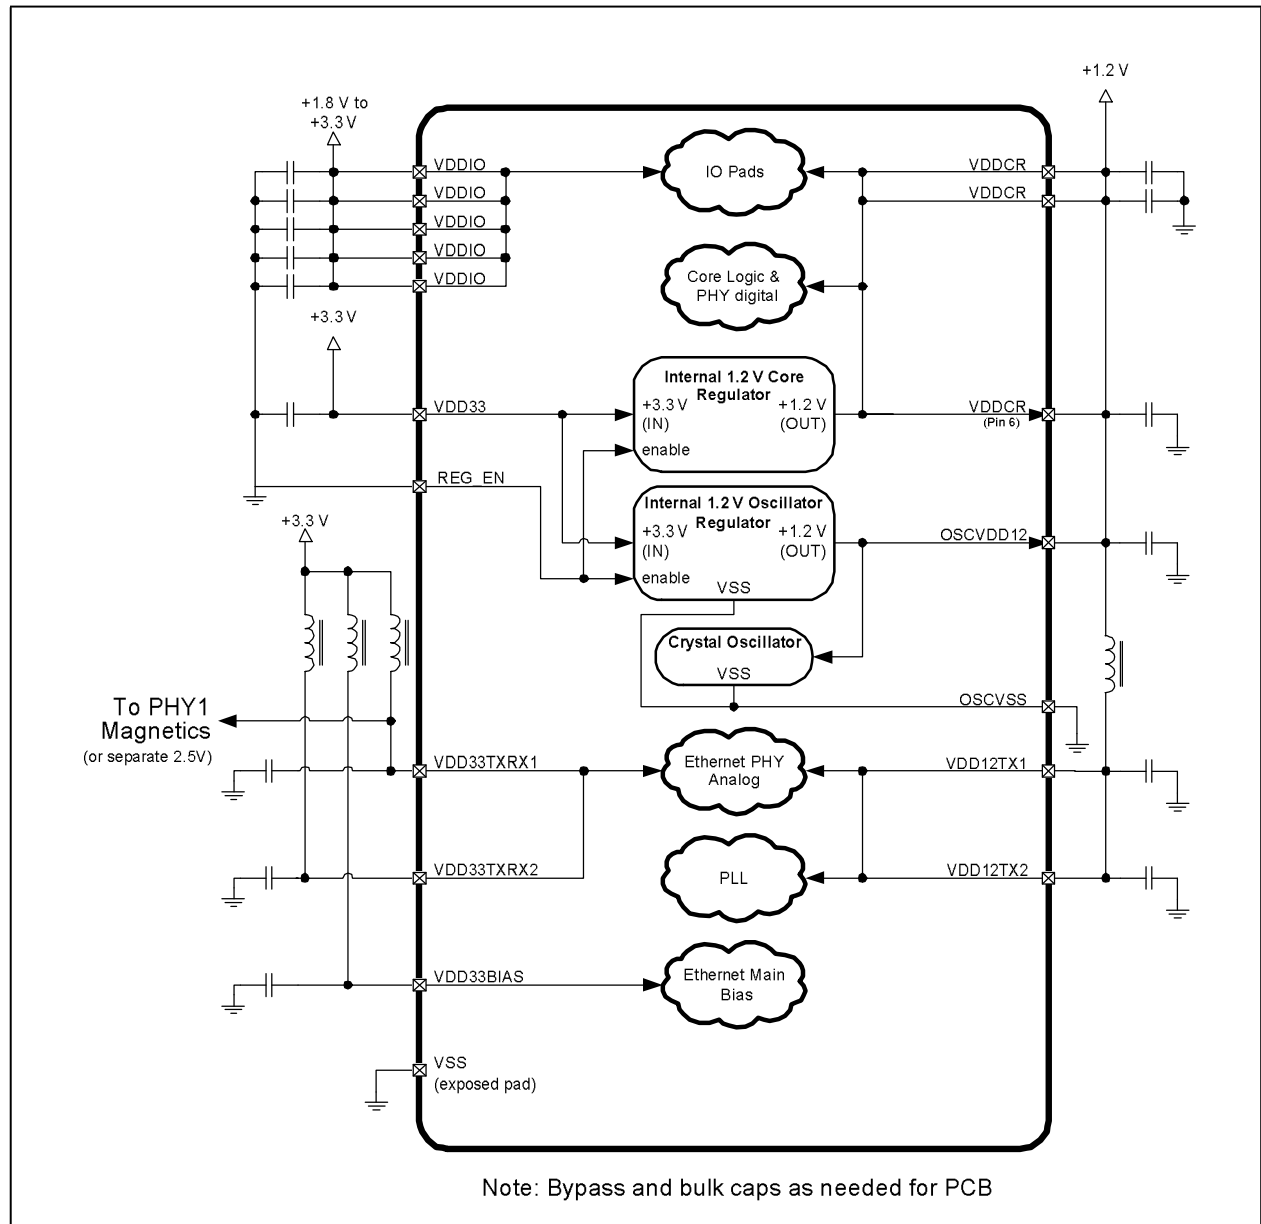 +1.2 V
+1.8 V to
+3.3 V
VDDIO
VDDIO
VDDIO
VDDIO
VDDIO
IO Pads
VDDCR
VDDCR
Core Logic &
PHY digital
+3.3 V
Internal 1.2 V Core
Regulator
+3.3 V
(IN)
+1.2 V
(OUT)
enable
VDD33
VDDCR
(Pin 6)
REG_EN
Internal 1.2 V Oscillator
Regulator
+3.3 V
(IN)
+1.2 V
(OUT)
enable
VSS
OSCVDD12
+3.3 V
Crystal Oscillator
VSS
OSCVSS
To PHY1
Magnetics
(or separate 2.5V)
VDD33TXRX1
Ethernet PHY
Analog
VDD12TX1
VDD33TXRX2
PLL
VDD12TX2
VDD33BIAS
Ethernet Main
Bias
VSS
(exposed pad)
Note: Bypass and bulk caps as needed for PCB